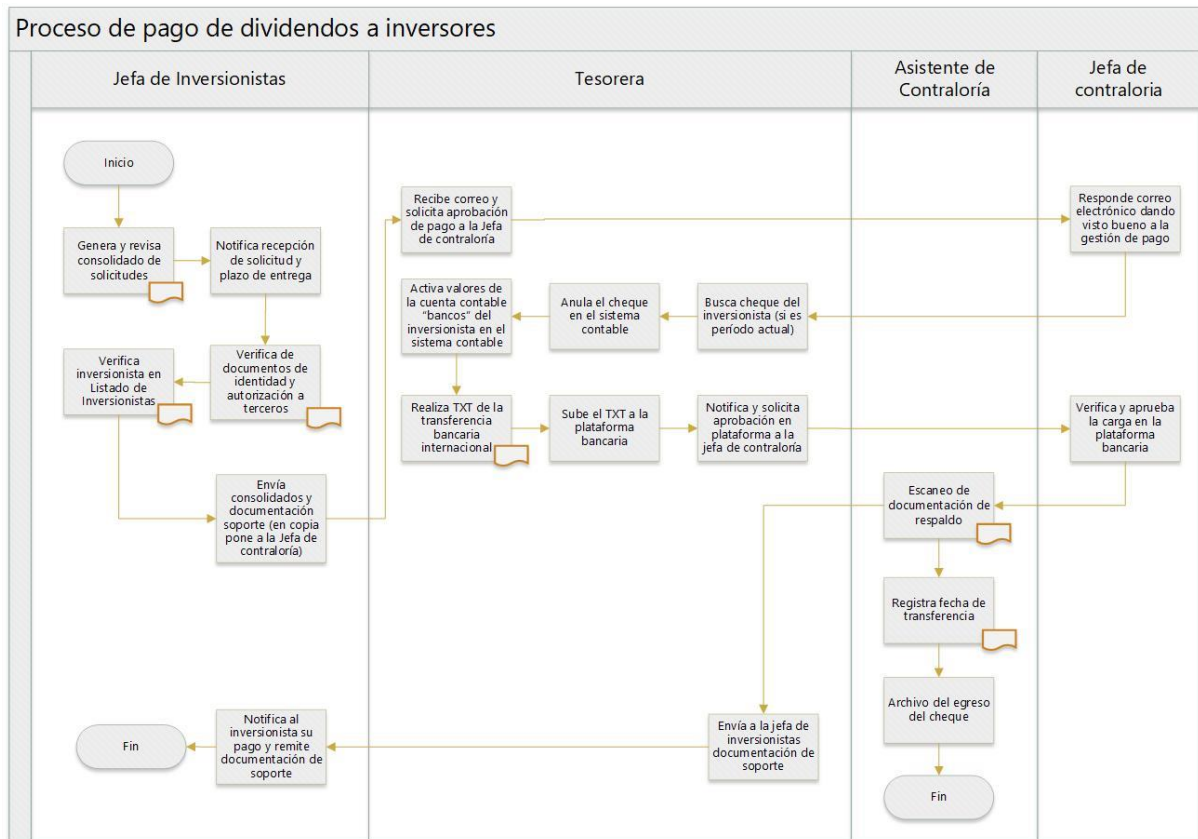 Proceso de pago de dividendos a inversores
Jefa de Inversionistas
Tesorera
Asistente de
Contraloría
Jefa de
contraloria
Inicio
Genera y revisa
consolidado de
solicitudes
Notifica recepción
de solicitud y
plazo de entrega
Verifica de
documentos de
identidad y
autorización a
terceros
Verifica
inversionista en
Listado de
Inversionistas
Envía
consolidados y
documentación
soporte (en copia
pone a la Jefa de
contraloría)
Recibe correo y
solicita aprobación
de pago a la Jefa
de contraloría
Responde correo
electrónico dando
visto bueno a la
gestión de pago
Busca cheque del
inversionista (si es
período actual)
Anula el cheque
en el sistema
contable
Activa valores de
la cuenta contable
"bancos" del
inversionista en el
sistema contable
Realiza TXT de la
transferencia
bancaria
internacional
Sube el TXT a la
plataforma
bancaria
Notifica y solicita
aprobación en
plataforma a la
jefa de contraloría
Verifica y aprueba
la carga en la
plataforma
bancaria
Escaneo de
documentación de
respaldo
Registra fecha de
transferencia
Archivo del egreso
del cheque
Fin
Envía a la jefa de
inversionistas
documentación de
soporte
Notifica al
inversionista su
pago y remite
documentación de
soporte
Fin